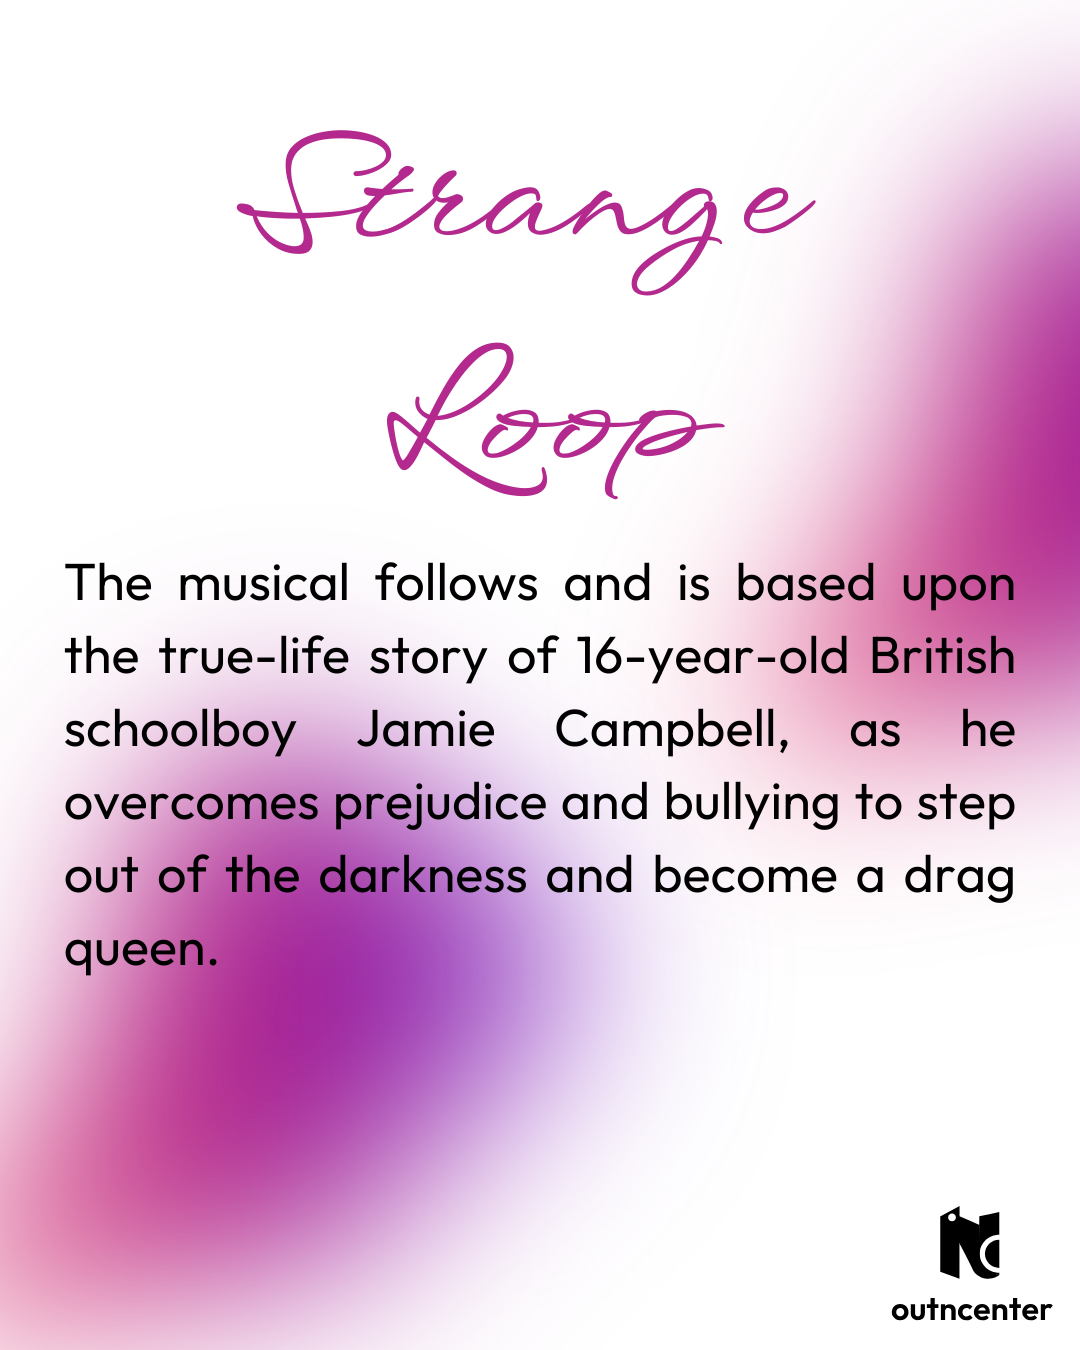 Strange
Loop
The musical follows and is based upon
the true-life story of 16-year-old British
schoolboy Jamie Campbell, as he
overcomes prejudice and bullying to step
out of the darkness and become a drag
queen.
outncenter